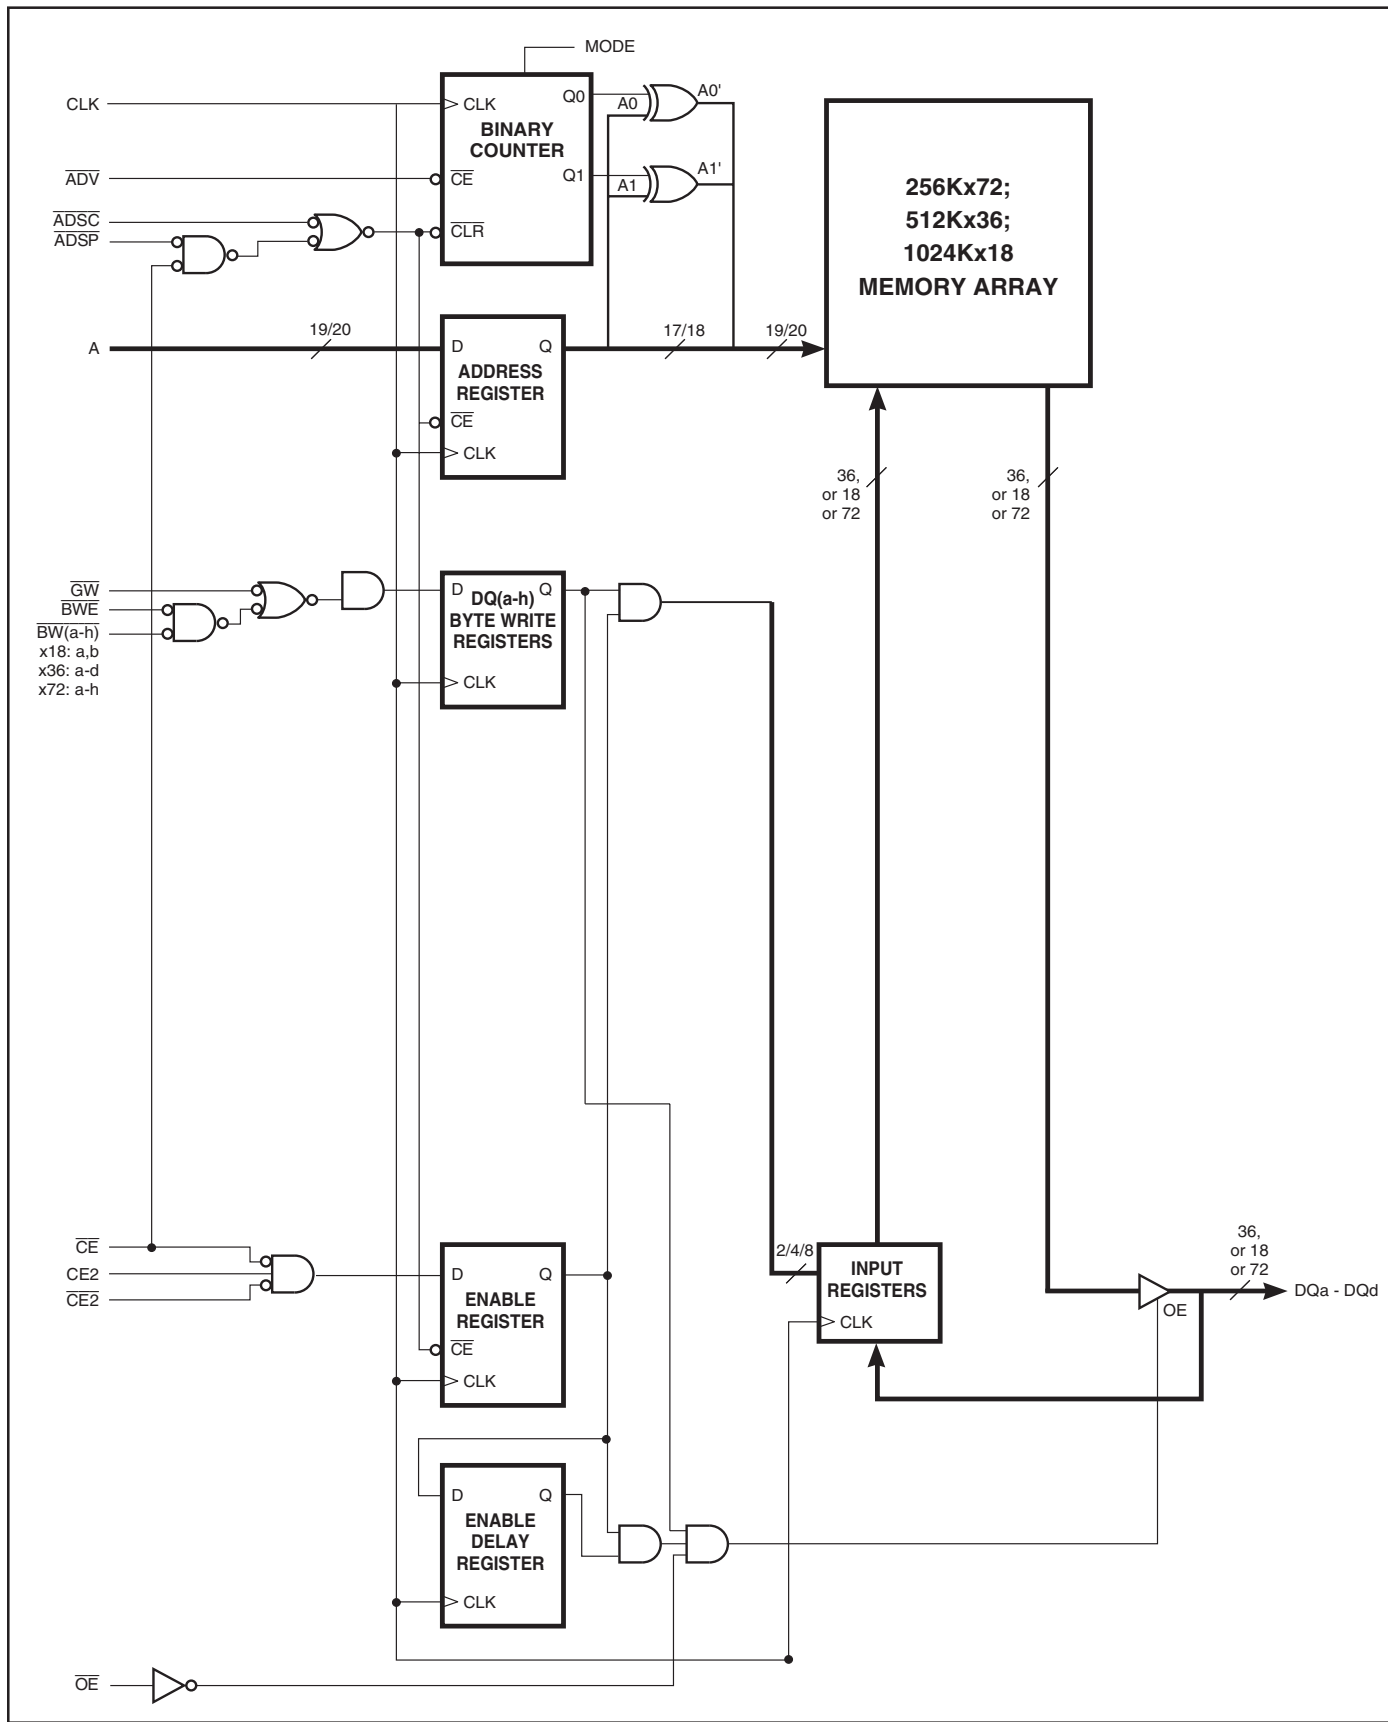 MODE
CLK
CLK
Q0
A0
A0'
BINARY
COUNTER
ADV
CE
Q1
A1
A1'
ADSC
ADSP
CLR
256Kx72;
512Kx36;
1024Kx18
MEMORY ARRAY
A
19/20
D
Q
17/18
19/20
ADDRESS
REGISTER
CE
CLK
36,
or 18
or 72
36,
or 18
or 72
GW
BWE
BW(a-h)
x18: a,b
x36: a-d
x72: a-h
D
Q
DQ(a-h)
BYTE WRITE
REGISTERS
CLK
CE
CE2
CE2
D
Q
ENABLE
REGISTER
CE
CLK
2/4/8
INPUT
REGISTERS
CLK
36,
or 18
or 72
OE
DQa - DQd
D
Q
ENABLE
DELAY
REGISTER
CLK
OE